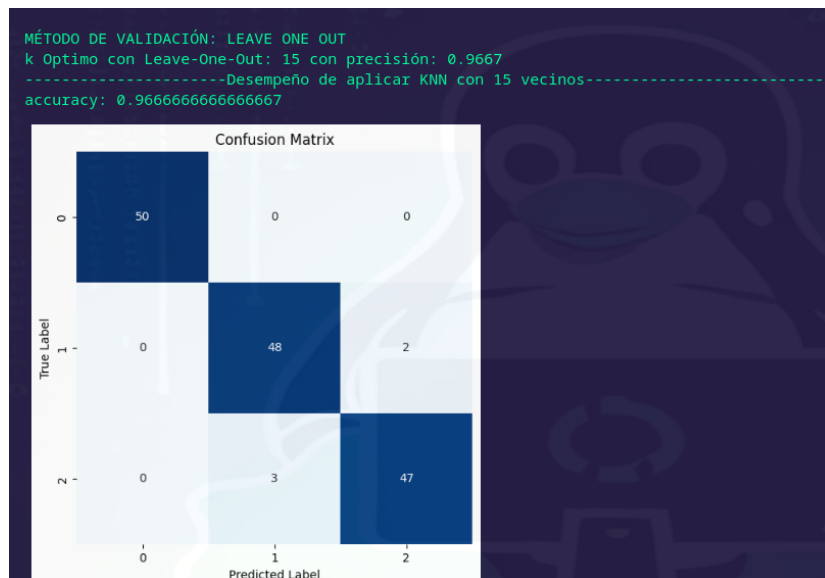 MÉTODO DE VALIDACIÓN: LEAVE ONE OUT
k Optimo con Leave-One-Out: 15 con precisión: 0.9667
----------------------Desempeño de aplicar KNN con 15 vecinos--------------------------
accuracy: 0.9666666666666667
Confusion Matrix
0
50 0 0
True Label
1
0 48 2
2
0 3 47
0 1 2
Predicted Label